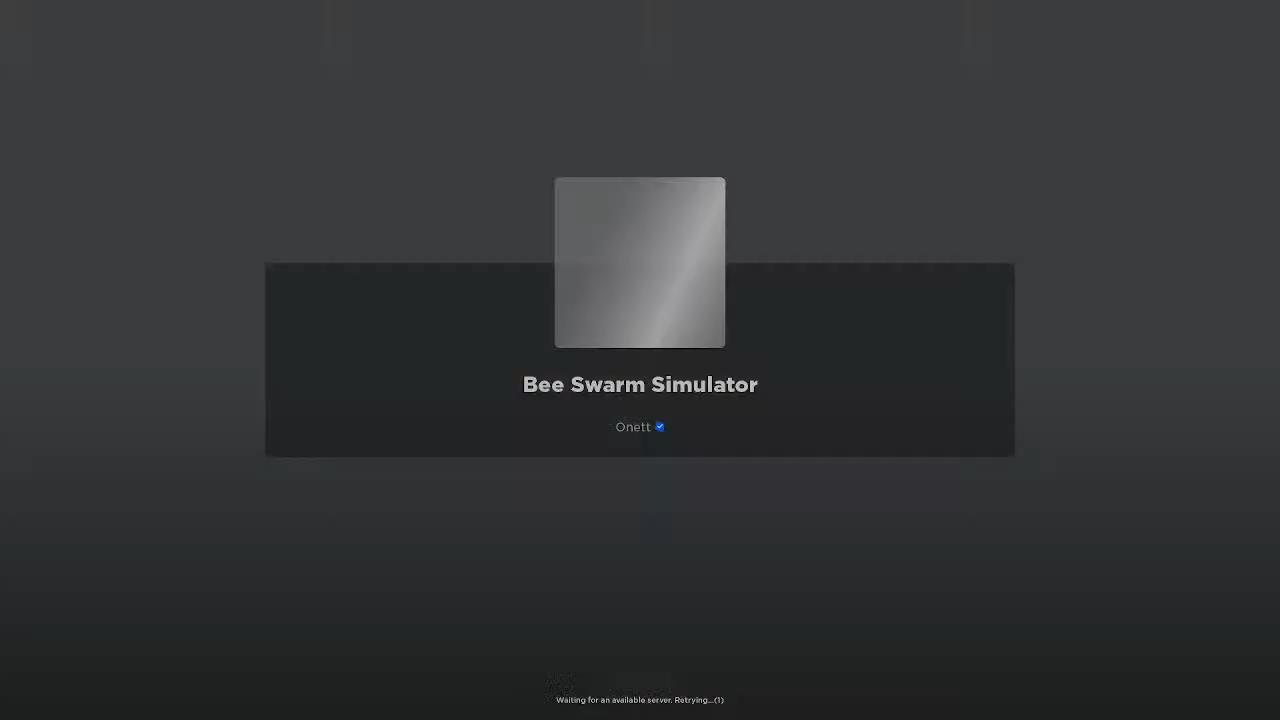 Bee Swarm Simulator
Onett
Waiting for an available server. Retrying...(1)